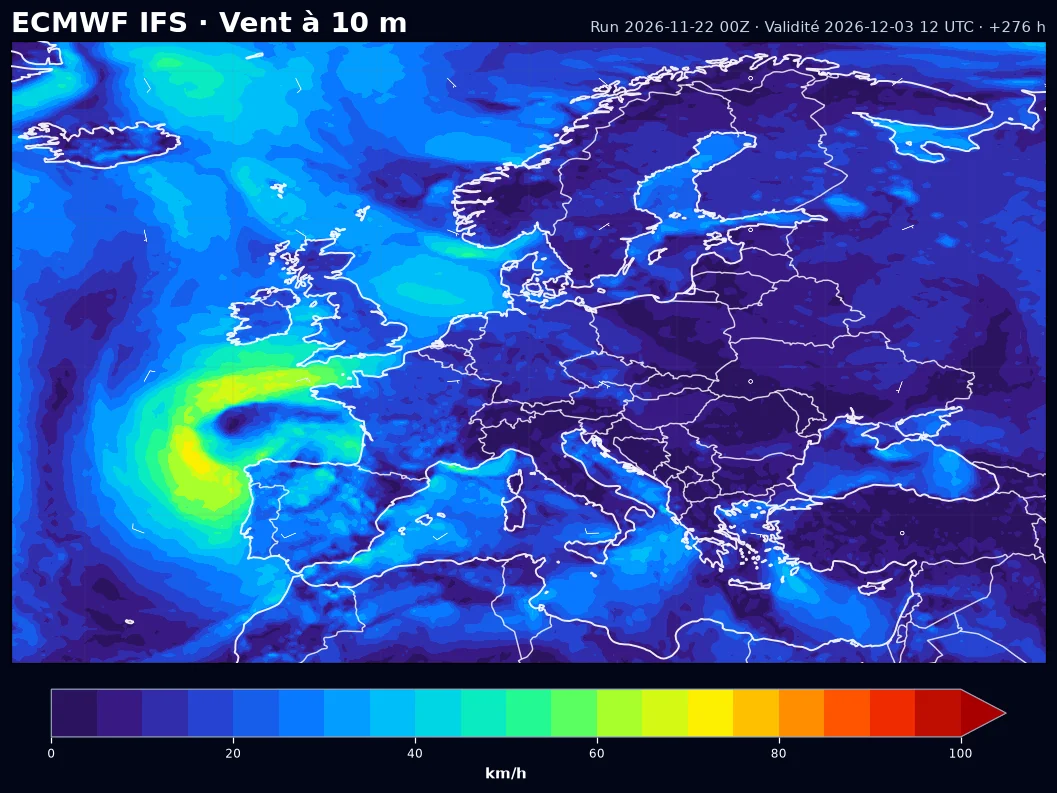 ECMWF IFS · Vent à 10 m
Run 2026-11-22 00Z · Validité 2026-12-03 12 UTC · +276 h
0 20 40 60 80 100
km/h